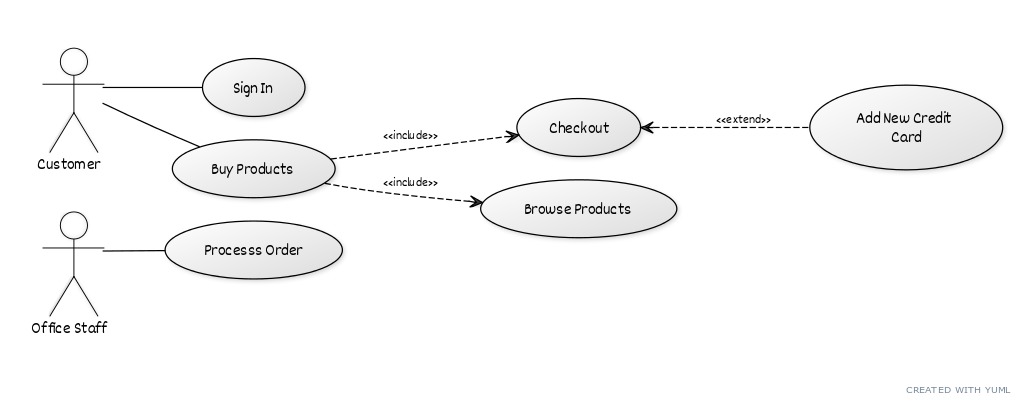 Sign In
<<include>>
Checkout
<<extend>>
Add New Credit
Card
Customer
Buy Products
<<include>>
Browse Products
Processs Order
Office Staff
CREATED WITH YUML